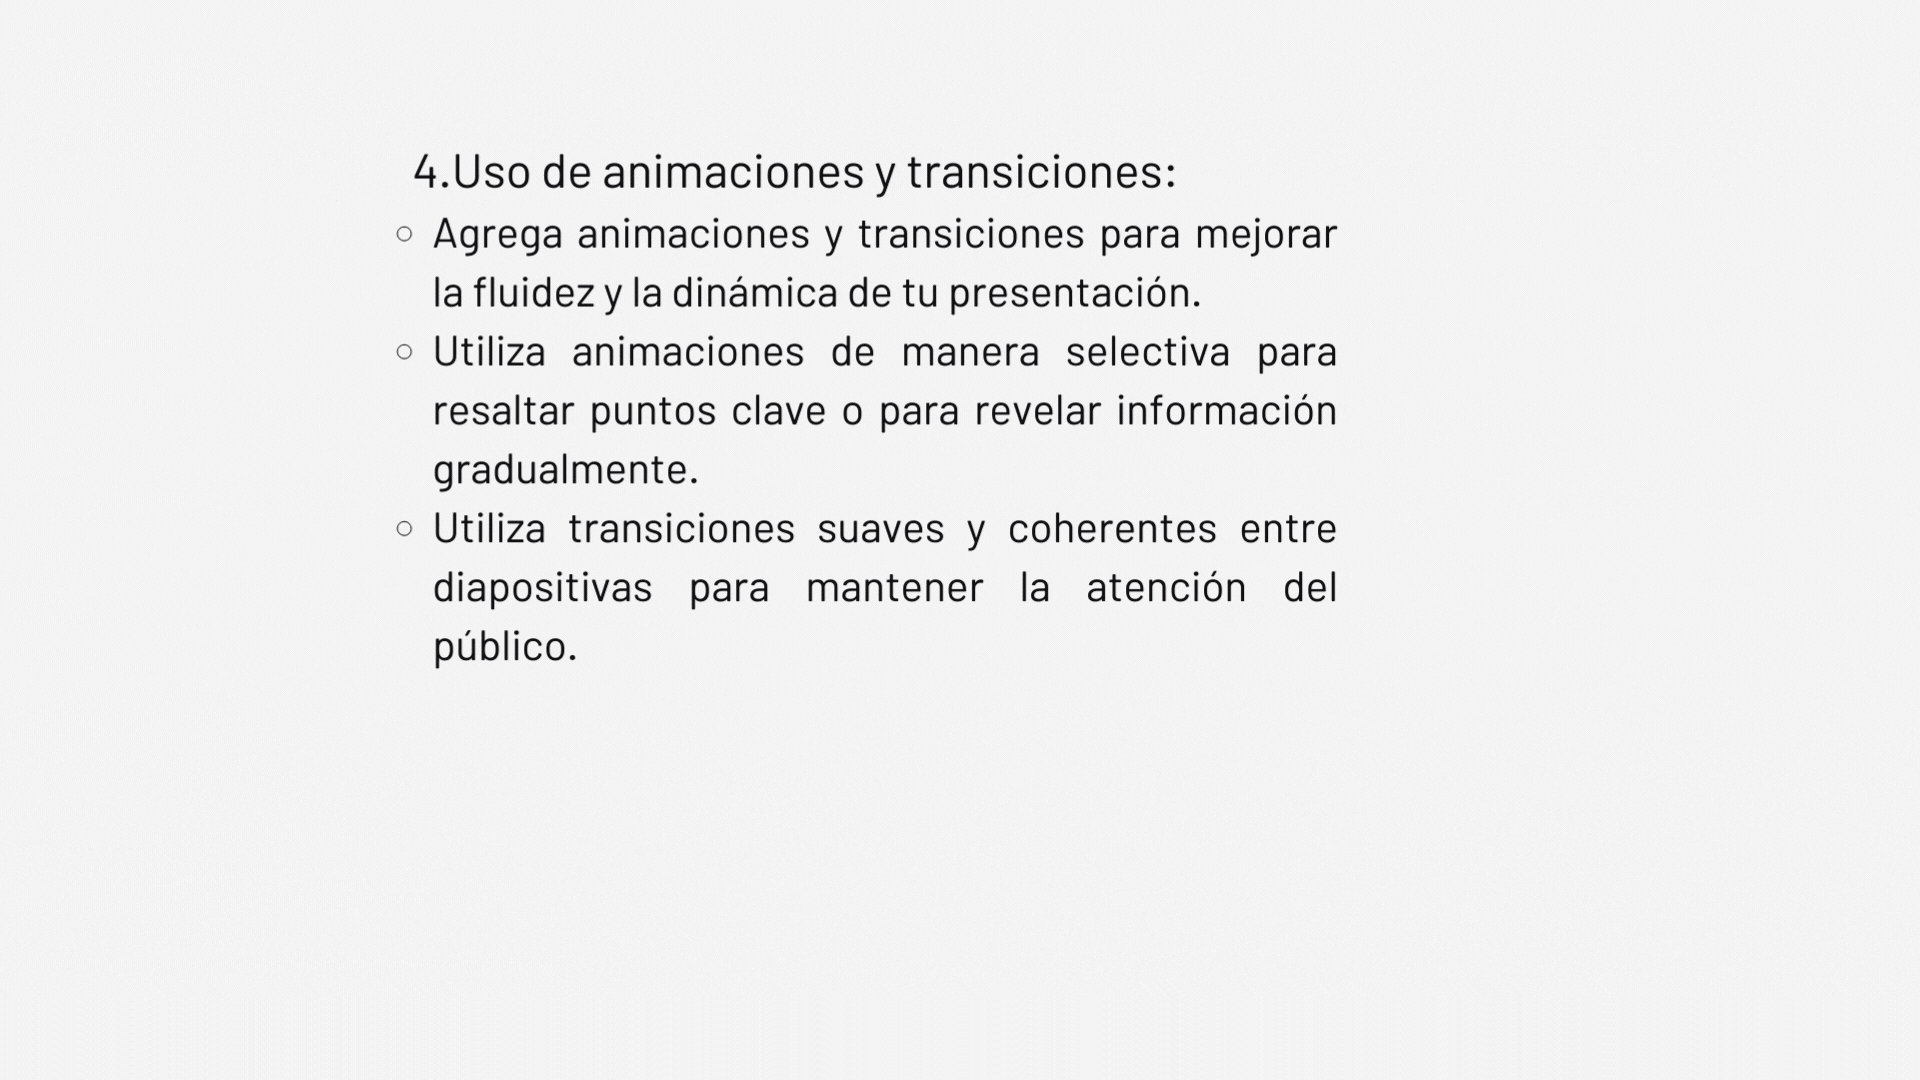 4.Uso de animaciones y transiciones:
○ Agrega animaciones y transiciones para mejorar
la fluidez y la dinámica de tu presentación.
○ Utiliza animaciones de manera selectiva para
resaltar puntos clave o para revelar información
gradualmente.
○ Utiliza transiciones suaves y coherentes entre
diapositivas para mantener la atención del
público.